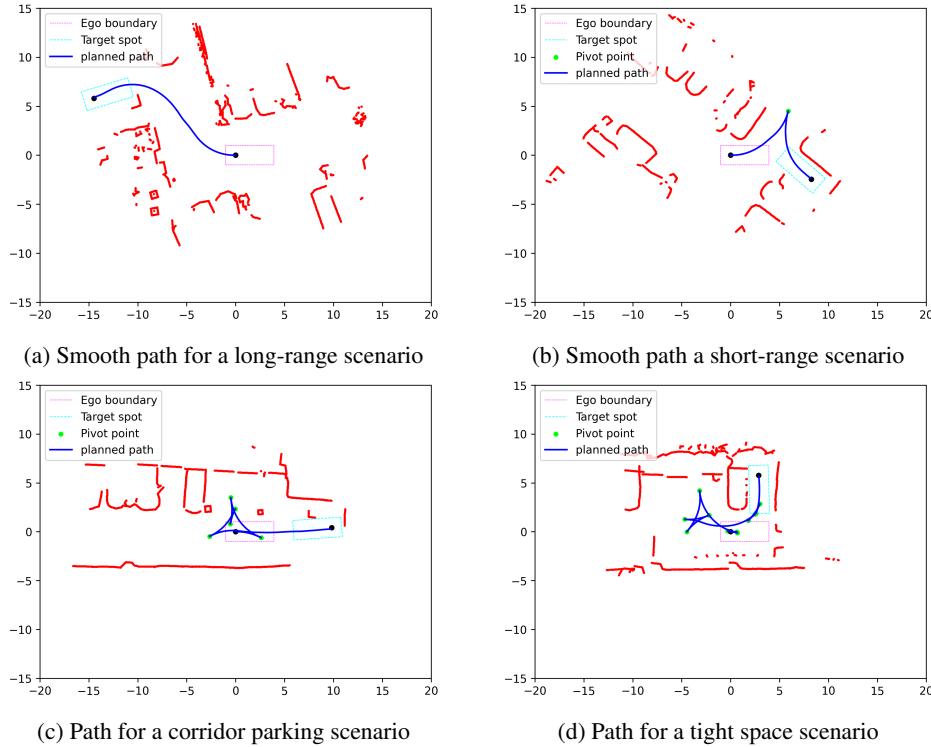 15
10
5
0
−5
−10
−15
−20 −15 −10 −5 0 5 10 15 20
Ego boundary
Target spot
planned path
(a) Smooth path for a long-range scenario
15
10
5
0
−5
−10
−15
−20 −15 −10 −5 0 5 10 15 20
Ego boundary
Target spot
Pivot point
planned path
(b) Smooth path a short-range scenario
15
10
5
0
−5
−10
−15
−20 −15 −10 −5 0 5 10 15 20
Ego boundary
Target spot
Pivot point
planned path
(c) Path for a corridor parking scenario
15
10
5
0
−5
−10
−15
−20 −15 −10 −5 0 5 10 15 20
Ego boundary
Target spot
Pivot point
planned path
(d) Path for a tight space scenario